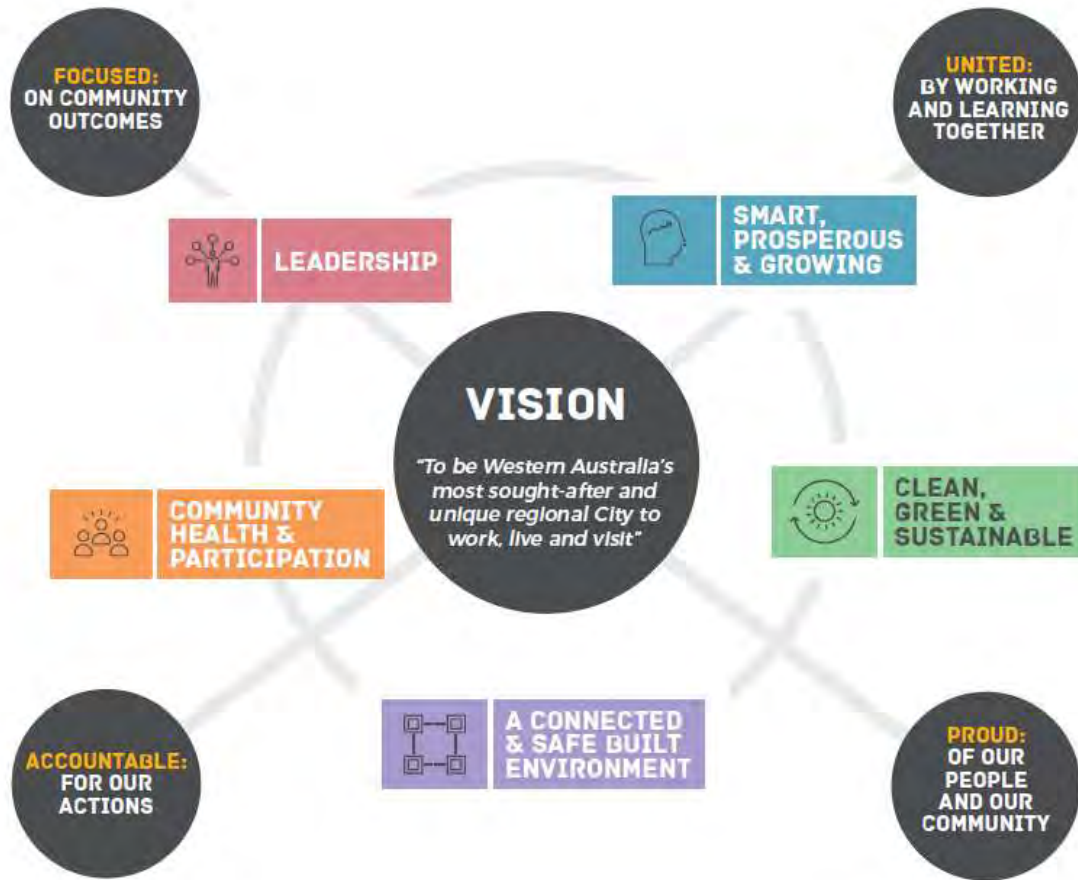 FOCUSED:
ON COMMUNITY
OUTCOMES
UNITED:
BY WORKING
AND LEARNING
TOGETHER
LEADERSHIP
SMART,
PROSPEROUS
& GROWING
VISION
"To be Western Australia's
most sought-after and
unique regional City to
work, live and visit"
COMMUNITY
HEALTH &
PARTICIPATION
CLEAN,
GREEN &
SUSTAINABLE
A CONNECTED
& SAFE BUILT
ENVIRONMENT
ACCOUNTABLE:
FOR OUR
ACTIONS
PROUD:
OF OUR
PEOPLE
AND OUR
COMMUNITY